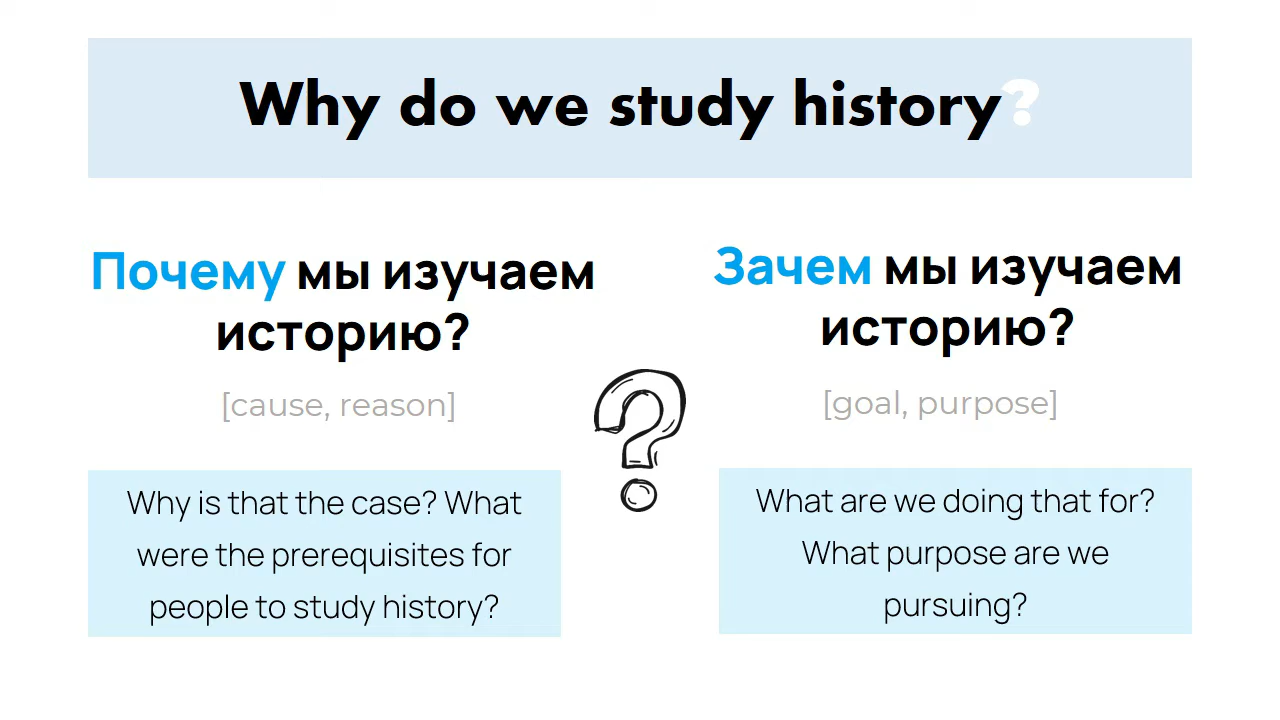 Why do we study history?
Почему мы изучаем
историю?
[cause, reason]
Why is that the case? What
were the prerequisites for
people to study history?
Зачем мы изучаем
историю?
[goal, purpose]
What are we doing that for?
What purpose are we
pursuing?